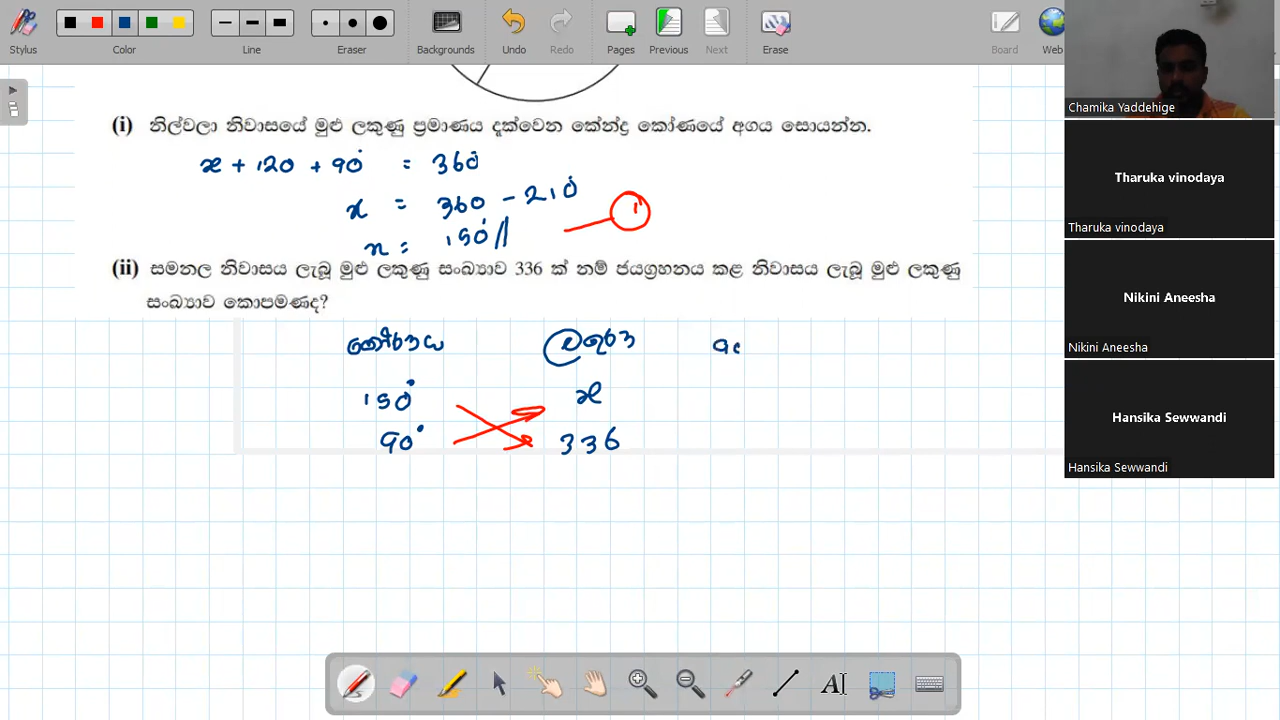 Stylus
Color
Line
Eraser
Backgrounds
Undo
Redo
Pages
Previous
Next
Erase
Board
Web
Chamika Yaddehige
Tharuka vinodaya
Tharuka vinodaya
Nikini Aneesha
Nikini Aneesha
Hansika Sewwandi
Hansika Sewwandi
(i) නිල්වලා නිවාසයේ මුළු ලකුණු ප්‍රමාණය දැක්වෙන කේන්ද්‍ර කෝණයේ අගය සොයන්න.
x + 120 + 90° = 360°
x = 360 - 210°
x = 150° //
1
(ii) සමනල නිවාසය ලැබූ මුළු ලකුණු සංඛ්‍යාව 336 ක් නම් ජයග්‍රහනය කළ නිවාසය ලැබූ මුළු ලකුණු
සංඛ්‍යාව කොපමණද?
150° x
90° 336
A